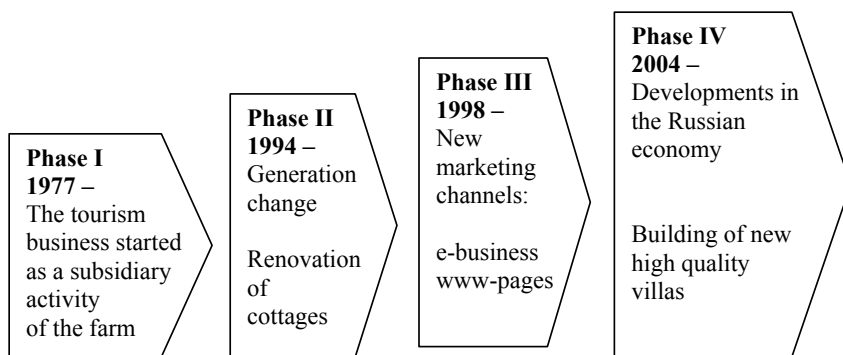 Phase I
1977 –
The tourism
business started
as a subsidiary
activity
of the farm
Phase II
1994 –
Generation
change
Renovation
of
cottages
Phase III
1998 –
New
marketing
channels:
e-business
www-pages
Phase IV
2004 –
Developments in
the Russian
economy
Building of new
high quality
villas